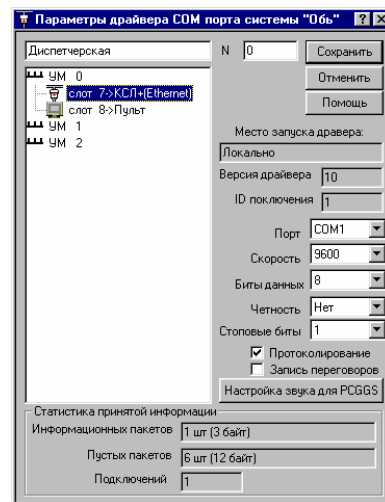 Параметры драйвера COM порта системы "Обь"
Диспетчерская
N 0
Сохранить
Отменить
Помощь
УМ 0
слот 7->КСЛ+(Ethernet)
слот 8->Пульт
УМ 1
УМ 2
Место запуска дравера:
Локально
Версия драйвера 10
ID поключения 1
Порт COM1
Скорость 9600
Биты данных 8
Четность Нет
Стоповые биты 1
Протоколирование
Запись переговоров
Настройка звука для PCGGS
Статистика принятой информации
Информационных пакетов 1 шт (3 байт)
Пустых пакетов 6 шт (12 байт)
Подключений 1